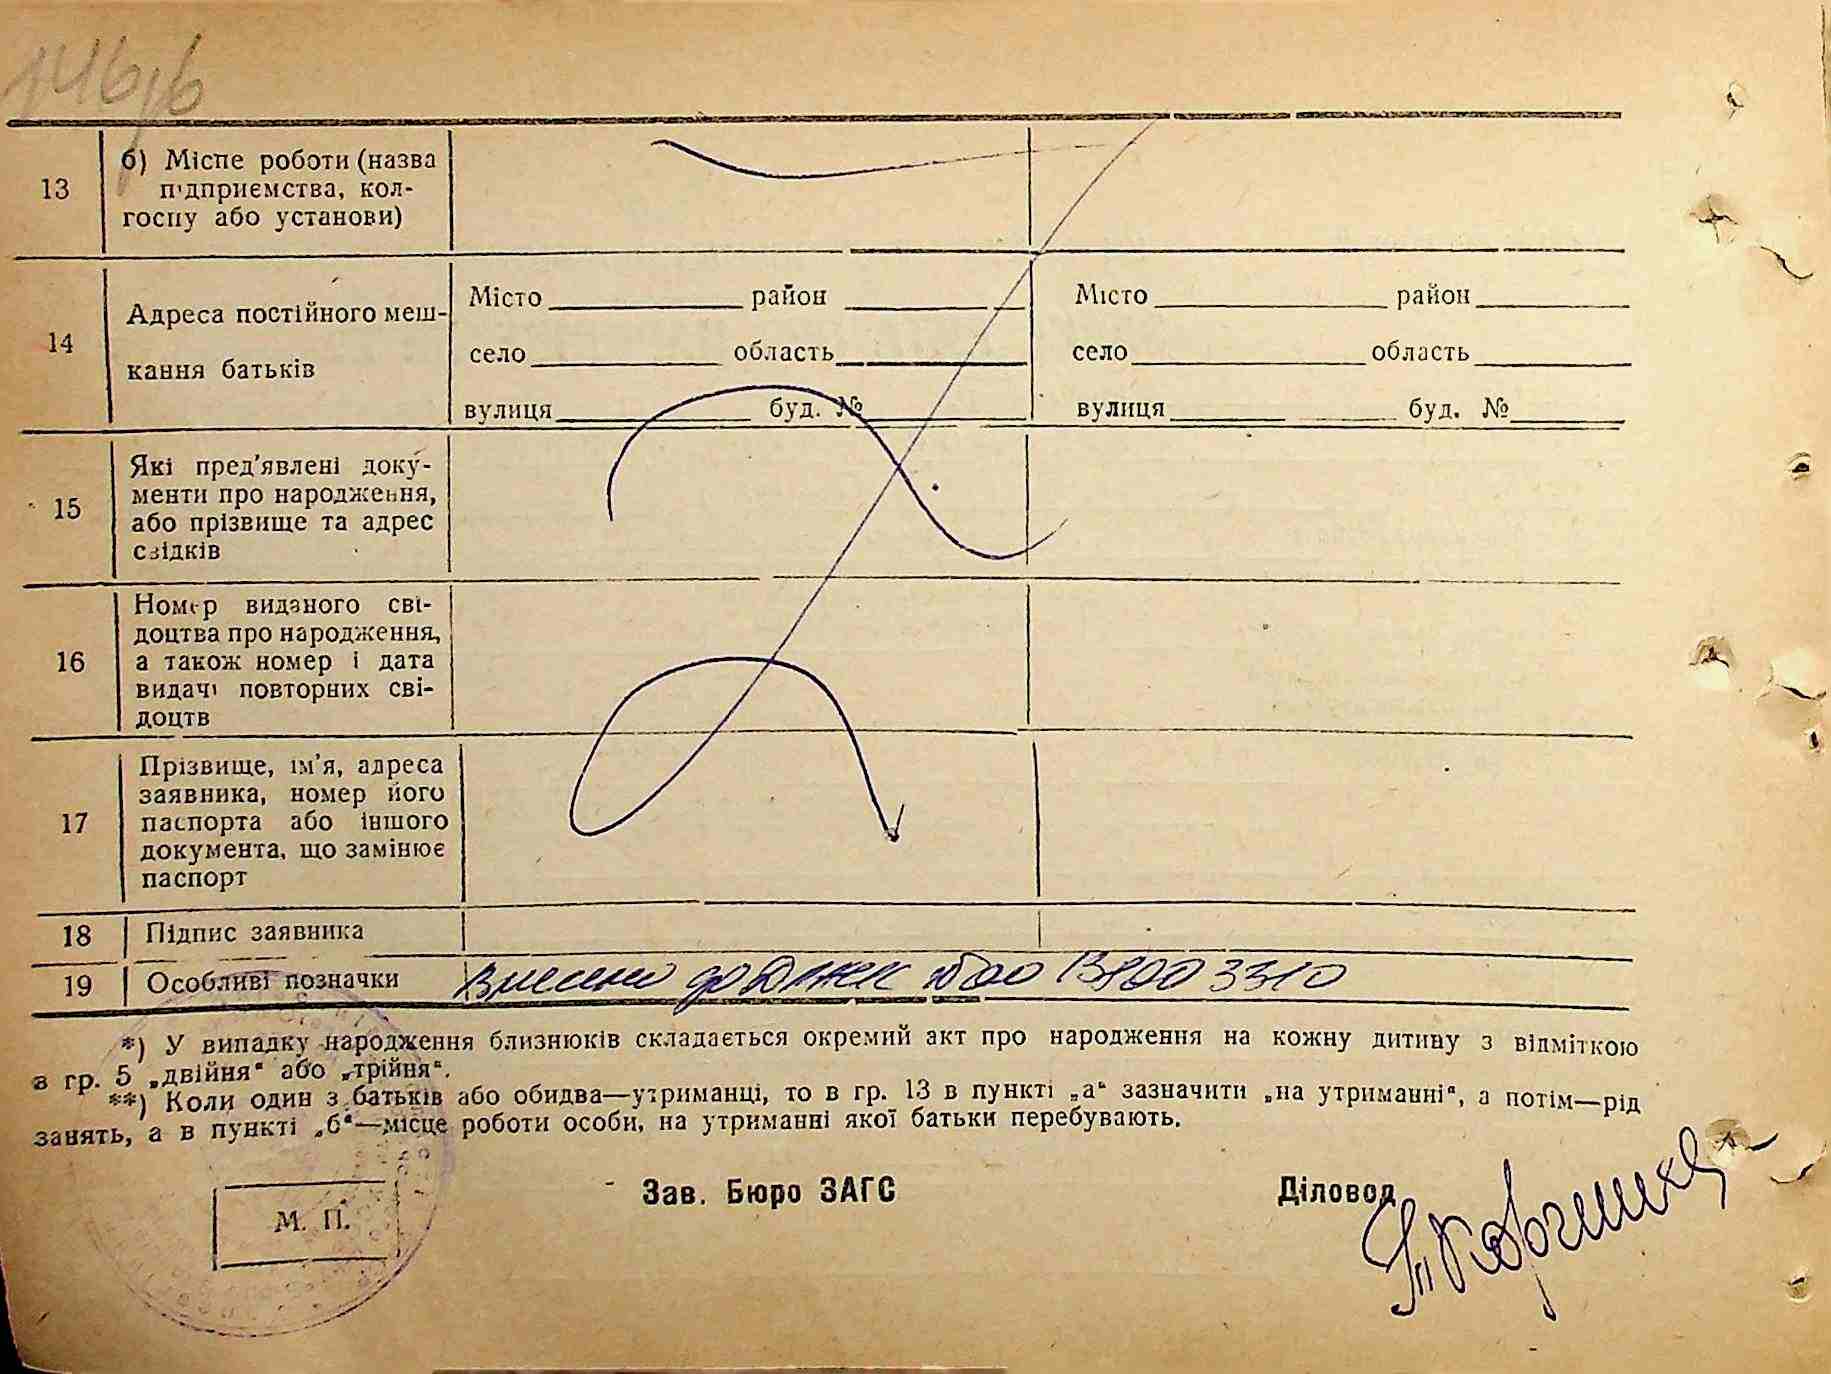 13
б) Місце роботи (назва
підприємства, кол-
госпу або установи)
14
Адреса постійного меш-
кання батьків
Місто район
село область
вулиця буд. №
Місто район
село область
вулиця буд. №
15
Які пред'явлені доку-
менти про народження,
або прізвище та адрес
свідків
16
Номер виданого сві-
доцтва про народження,
а також номер і дата
видачі повторних сві-
доцтв
17
Прізвище, ім'я, адреса
заявника, номер його
паспорта або іншого
документа, що замінює
паспорт
18 Підпис заявника
19 Особливі позначки
Внесено до
*) У випадку народження близнюків складається окремий акт про народження на кожну дитину з відміткою
в гр. 5 „двійня“ або „трійня“.
**) Коли один з батьків або обидва—утриманці, то в гр. 13 в пункті „а“ зазначити „на утриманні“, а потім—рід
занять, а в пункті „б“—місце роботи особи, на утриманні якої батьки перебувають.
М. П.
Зав. Бюро ЗАГС
Діловод